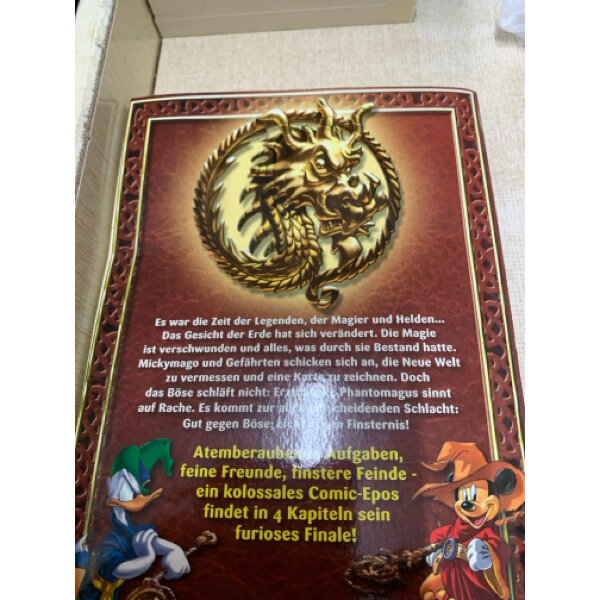 Es war die Zeit der Legenden, der Magier und Helden...
Das Gesicht der Erde hat sich verändert. Die Magie
ist verschwunden und alles, was durch sie Bestand hatte.
Mickymago und Gefährten schicken sich an, die Neue Welt
zu vermessen und eine Karte zu zeichnen. Doch
das Böse schläft nicht: Phantomagus sinnt
auf Rache. Es kommt zur Schlacht:
Gut gegen Böse, Finsternis!
Atemberaubende Aufgaben,
feine Freunde, finstere Feinde -
ein kolossales Comic-Epos
findet in 4 Kapiteln sein
furioses Finale!